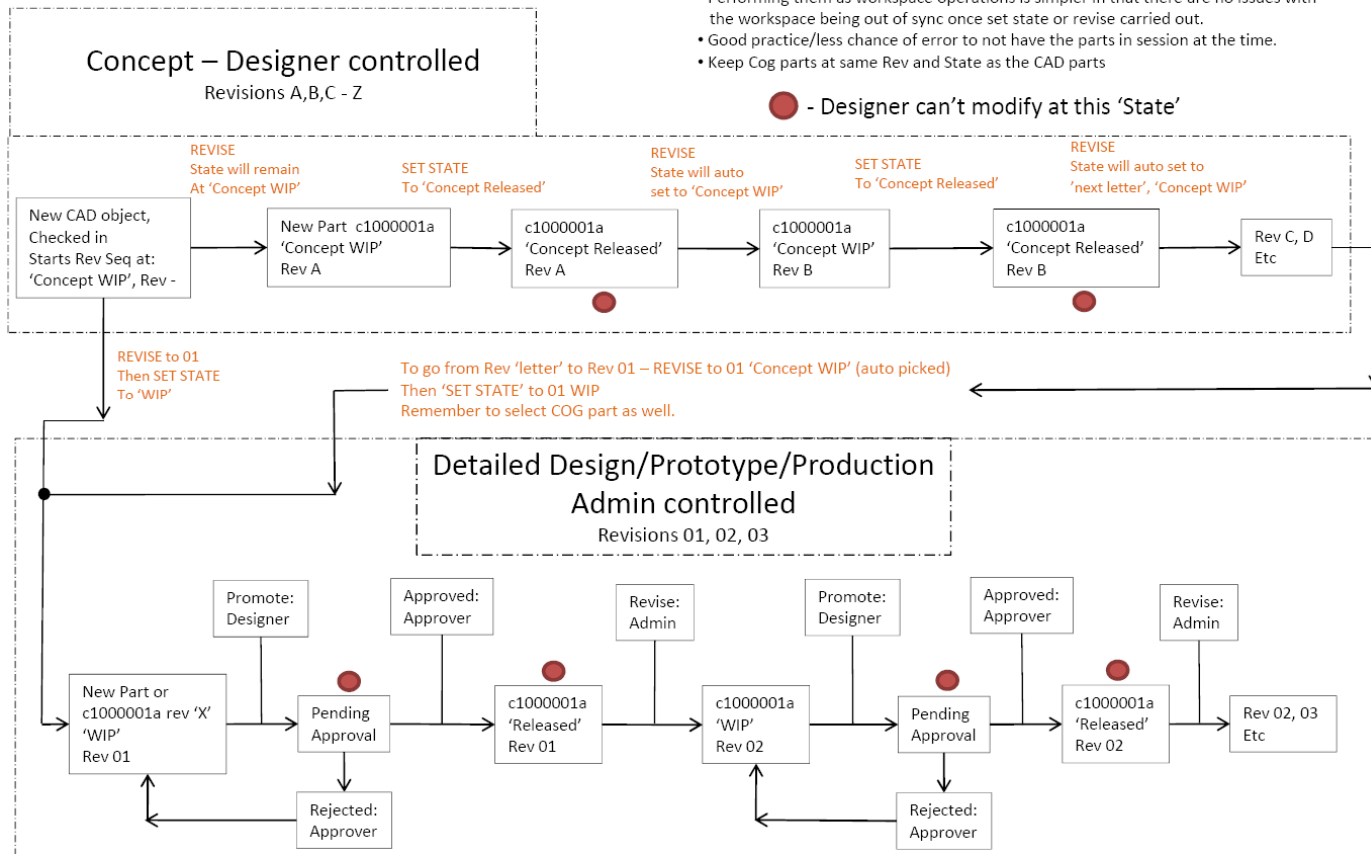 Performing them as workspace operations is simpler in that there are no issues with
the workspace being out of sync once set state or revise carried out.
• Good practice/less chance of error to not have the parts in session at the time.
• Keep Cog parts at same Rev and State as the CAD parts
Concept – Designer controlled
Revisions A,B,C - Z
- Designer can’t modify at this ‘State’
REVISE
State will remain
At ‘Concept WIP’
SET STATE
To ‘Concept Released’
REVISE
State will auto
set to ‘Concept WIP’
SET STATE
To ‘Concept Released’
REVISE
State will auto set to
’next letter’, ‘Concept WIP’
New CAD object,
Checked in
Starts Rev Seq at:
‘Concept WIP’, Rev -
New Part c1000001a
‘Concept WIP’
Rev A
c1000001a
‘Concept Released’
Rev A
c1000001a
‘Concept WIP’
Rev B
c1000001a
‘Concept Released’
Rev B
Rev C, D
Etc
REVISE to 01
Then SET STATE
To ‘WIP’
To go from Rev ‘letter’ to Rev 01 – REVISE to 01 ‘Concept WIP’ (auto picked)
Then ‘SET STATE’ to 01 WIP
Remember to select COG part as well.
Detailed Design/Prototype/Production
Admin controlled
Revisions 01, 02, 03
Promote:
Designer
Approved:
Approver
Revise:
Admin
Promote:
Designer
Approved:
Approver
Revise:
Admin
New Part or
c1000001a rev ‘X’
‘WIP’
Rev 01
Pending
Approval
c1000001a
‘Released’
Rev 01
c1000001a
‘WIP’
Rev 02
Pending
Approval
c1000001a
‘Released’
Rev 02
Rev 02, 03
Etc
Rejected:
Approver
Rejected:
Approver